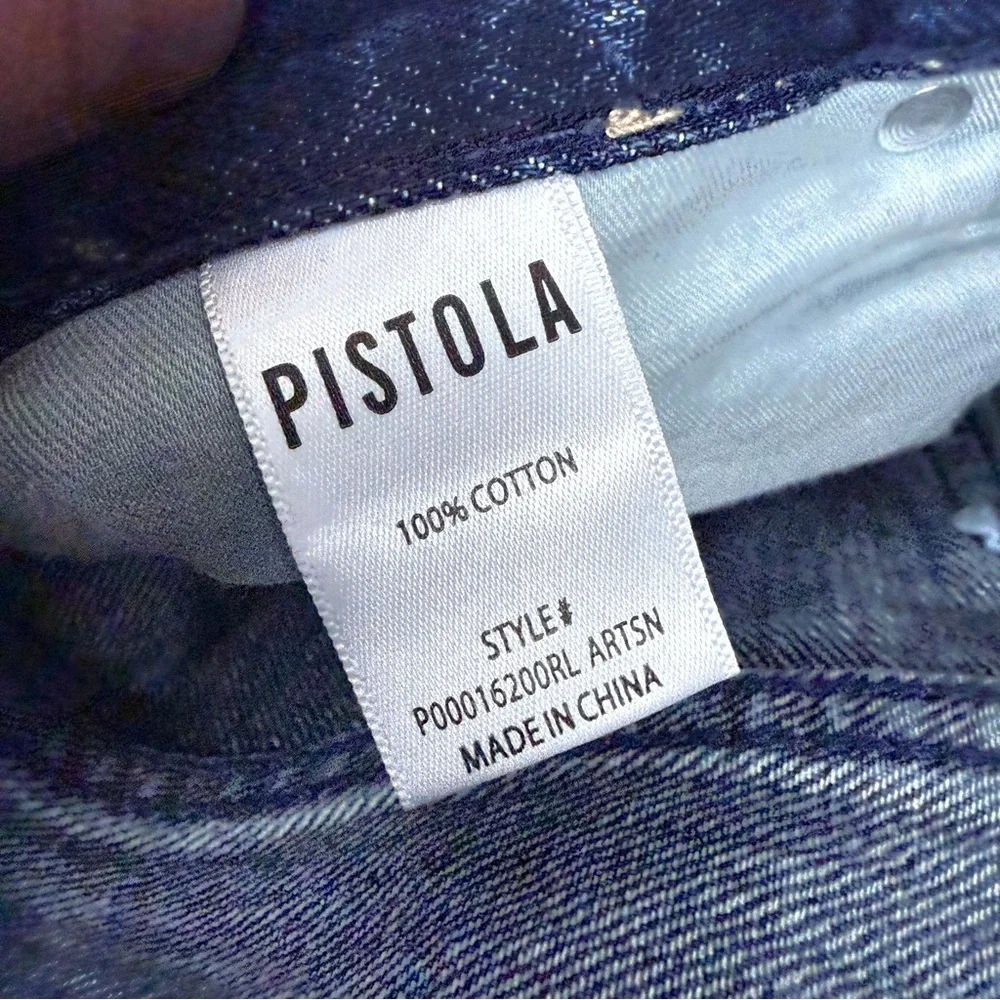 PISTOLA
100% COTTON
STYLE#
P00016200RL ARTSN
MADE IN CHINA